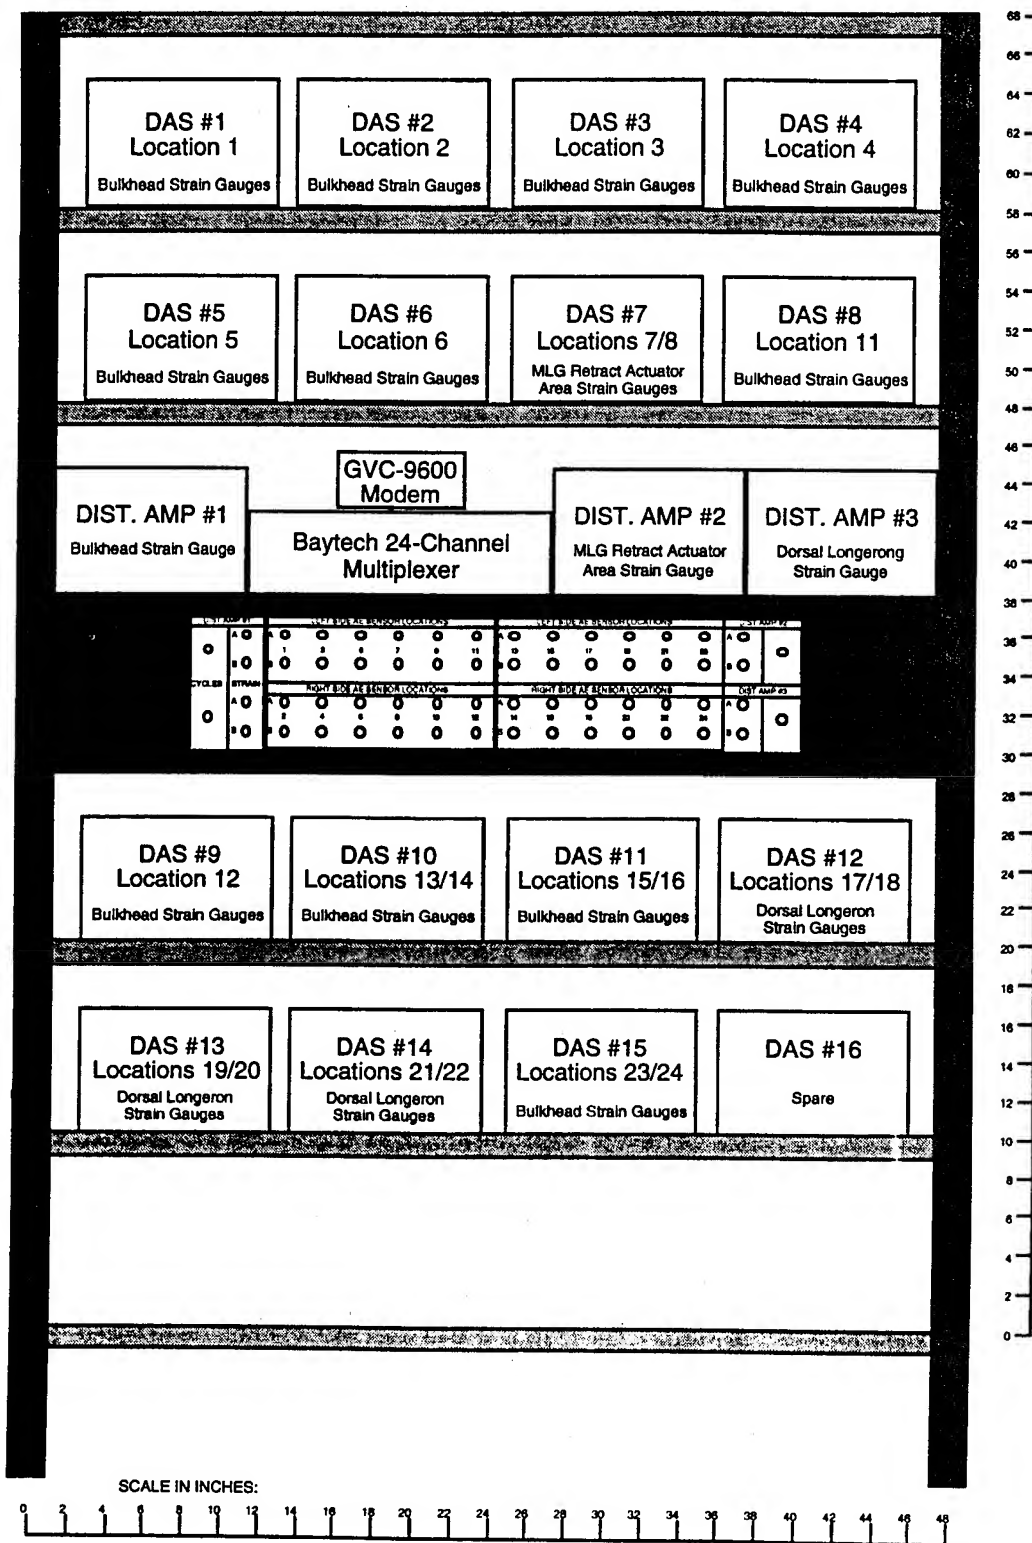 DAS #1
Location 1
Bulkhead Strain Gauges
DAS #2
Location 2
Bulkhead Strain Gauges
DAS #3
Location 3
Bulkhead Strain Gauges
DAS #4
Location 4
Bulkhead Strain Gauges
DAS #5
Location 5
Bulkhead Strain Gauges
DAS #6
Location 6
Bulkhead Strain Gauges
DAS #7
Locations 7/8
MLG Retract Actuator
Area Strain Gauges
DAS #8
Location 11
Bulkhead Strain Gauges
DIST. AMP #1
Bulkhead Strain Gauge
GVC-9600
Modem
Baytech 24-Channel
Multiplexer
DIST. AMP #2
MLG Retract Actuator
Area Strain Gauge
DIST. AMP #3
Dorsal Longerong
Strain Gauge
LEFT SIDE AE SENSOR LOCATIONS
LEFT SIDE AE SENSOR LOCATIONS
CYCLES
STRAIN
RIGHT SIDE AE SENSOR LOCATIONS
RIGHT SIDE AE SENSOR LOCATIONS
DIST AMP #3
DAS #9
Location 12
Bulkhead Strain Gauges
DAS #10
Locations 13/14
Bulkhead Strain Gauges
DAS #11
Locations 15/16
Bulkhead Strain Gauges
DAS #12
Locations 17/18
Dorsal Longeron
Strain Gauges
DAS #13
Locations 19/20
Dorsal Longeron
Strain Gauges
DAS #14
Locations 21/22
Dorsal Longeron
Strain Gauges
DAS #15
Locations 23/24
Bulkhead Strain Gauges
DAS #16
Spare
68
66
64
62
60
58
56
54
52
50
48
46
44
42
40
38
36
34
32
30
28
26
24
22
20
18
16
14
12
10
8
6
4
2
0
SCALE IN INCHES:
0 2 4 6 8 10 12 14 16 18 20 22 24 26 28 30 32 34 36 38 40 42 44 46 48